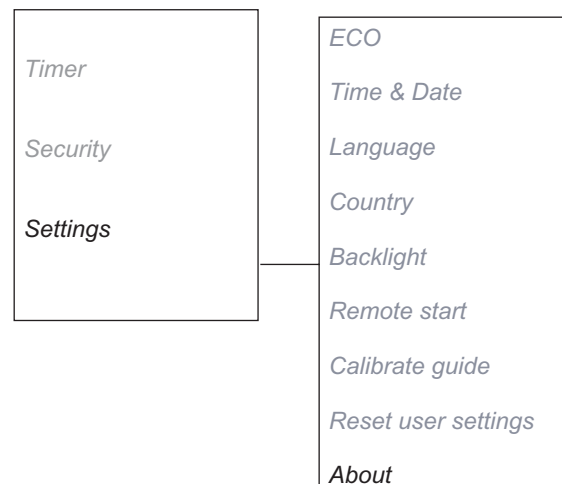 Timer
Security
Settings
ECO
Time & Date
Language
Country
Backlight
Remote start
Calibrate guide
Reset user settings
About